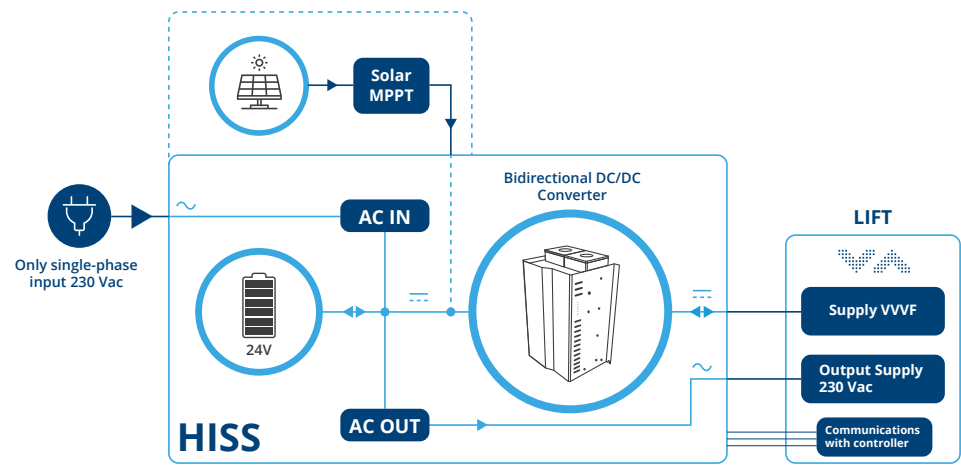 Solar
MPPT
Bidirectional DC/DC
Converter
AC IN
LIFT
Only single-phase
input 230 Vac
24V
Supply VVVF
Output Supply
230 Vac
AC OUT
HISS
Communications
with controller